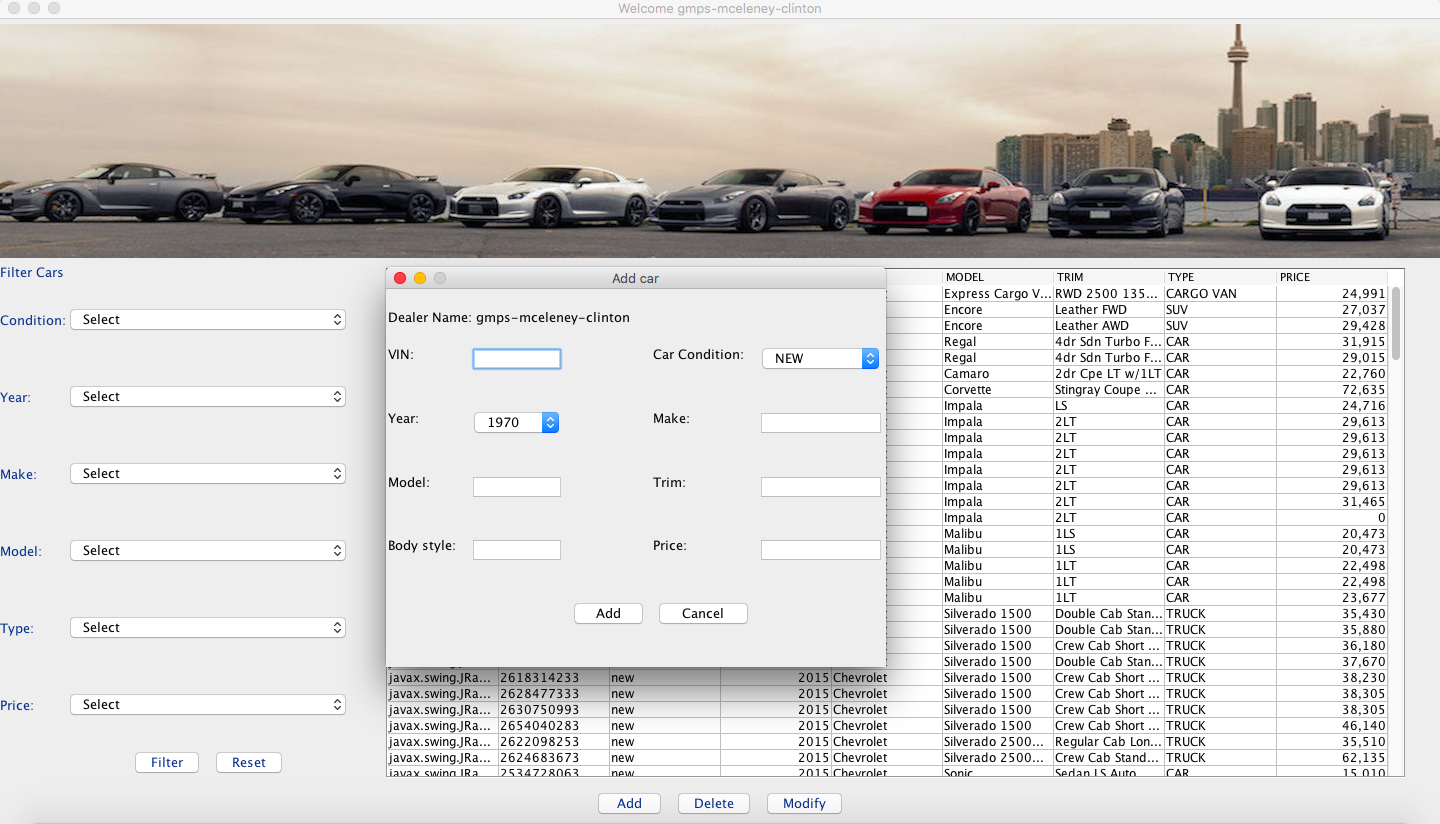 Welcome gmps-mceleney-clinton
Filter Cars
Condition: Select
Year: Select
Make: Select
Model: Select
Type: Select
Price: Select
Filter Reset
Add car
Dealer Name: gmps-mceleney-clinton
VIN: Car Condition: NEW
Year: 1970 Make:
Model: Trim:
Body style: Price:
Add Cancel
MODEL TRIM TYPE PRICE
Express Cargo V... RWD 2500 135... CARGO VAN 24,991
Encore Leather FWD SUV 27,037
Encore Leather AWD SUV 29,428
Regal 4dr Sdn Turbo F... CAR 31,915
Regal 4dr Sdn Turbo F... CAR 29,015
Camaro 2dr Cpe LT w/1LT CAR 22,760
Corvette Stingray Coupe ... CAR 72,635
Impala LS CAR 24,716
Impala 2LT CAR 29,613
Impala 2LT CAR 29,613
Impala 2LT CAR 29,613
Impala 2LT CAR 29,613
Impala 2LT CAR 29,613
Impala 2LT CAR 31,465
Impala 2LT CAR 0
Malibu 1LS CAR 20,473
Malibu 1LS CAR 20,473
Malibu 1LT CAR 22,498
Malibu 1LT CAR 22,498
Malibu 1LT CAR 23,677
Silverado 1500 Double Cab Stan... TRUCK 35,430
Silverado 1500 Double Cab Stan... TRUCK 35,880
Silverado 1500 Crew Cab Short ... TRUCK 36,180
Silverado 1500 Double Cab Stan... TRUCK 37,670
javax.swing.JRa... 2618314233 new 2015 Chevrolet Silverado 1500 Crew Cab Short ... TRUCK 38,230
javax.swing.JRa... 2628477333 new 2015 Chevrolet Silverado 1500 Crew Cab Short ... TRUCK 38,305
javax.swing.JRa... 2630750993 new 2015 Chevrolet Silverado 1500 Crew Cab Short ... TRUCK 38,305
javax.swing.JRa... 2654040283 new 2015 Chevrolet Silverado 1500 Crew Cab Short ... TRUCK 46,140
javax.swing.JRa... 2622098253 new 2015 Chevrolet Silverado 2500... Regular Cab Lon... TRUCK 35,510
javax.swing.JRa... 2624683673 new 2015 Chevrolet Silverado 2500... Crew Cab Stand... TRUCK 62,135
javax.swing.JRa... 2534728063 new 2015 Chevrolet Sonic Sedan LS Auto CAR 15,010
Add Delete Modify